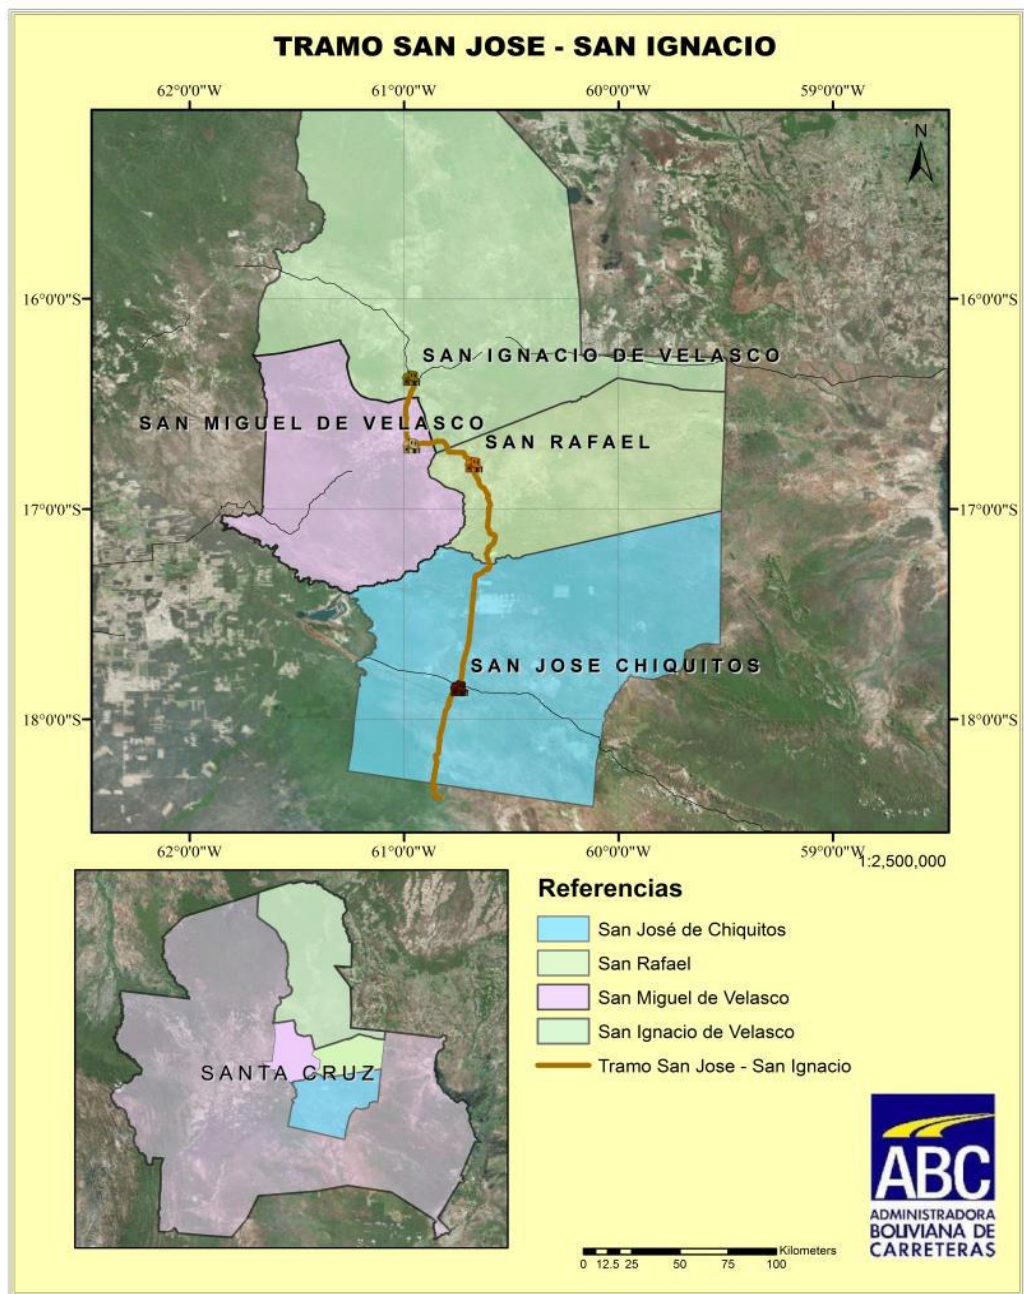 TRAMO SAN JOSE - SAN IGNACIO
62°0'0"W 61°0'0"W 60°0'0"W 59°0'0"W
N
16°0'0"S 16°0'0"S
SAN IGNACIO DE VELASCO
SAN MIGUEL DE VELASCO
SAN RAFAEL
17°0'0"S 17°0'0"S
SAN JOSE CHIQUITOS
18°0'0"S 18°0'0"S
62°0'0"W 61°0'0"W 60°0'0"W 59°0'0"W
1:2,500,000
Referencias
San José de Chiquitos
San Rafael
San Miguel de Velasco
San Ignacio de Velasco
Tramo San Jose - San Ignacio
SANTA CRUZ
ABC
ADMINISTRADORA
BOLIVIANA DE
CARRETERAS
Kilometers
0 12.5 25 50 75 100